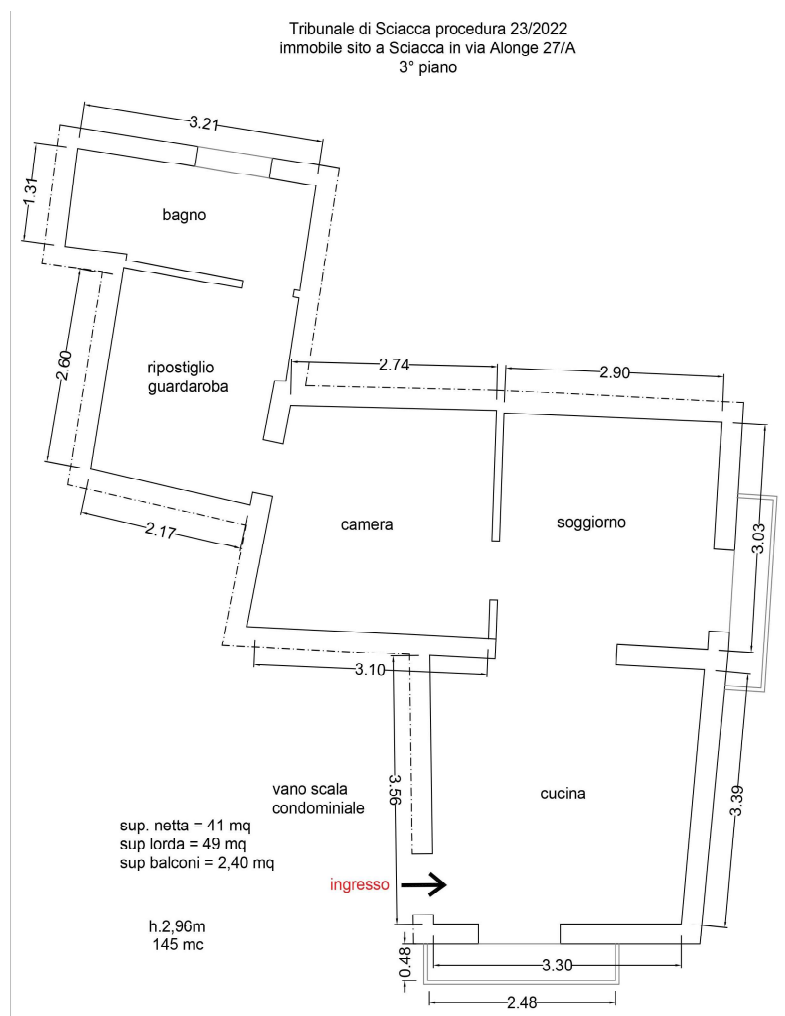 Tribunale di Sciacca procedura 23/2022
immobile sito a Sciacca in via Alonge 27/A
3° piano
3.21
1.31
bagno
2.60
ripostiglio
guardaroba
2.74
2.90
camera
soggiorno
3.03
2.17
3.10
3.56
vano scala
condominiale
cucina
3.39
sup. netta = 41 mq
sup lorda = 49 mq
sup balconi = 2,40 mq
ingresso
h.2,96m
145 mc
0.48
3.30
2.48